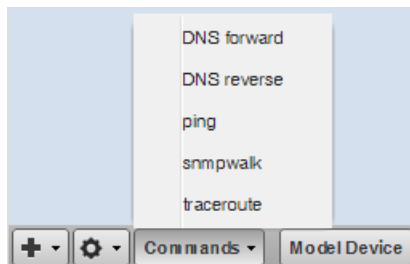 DNS forward
DNS reverse
ping
snmpwalk
traceroute
Commands Model Device